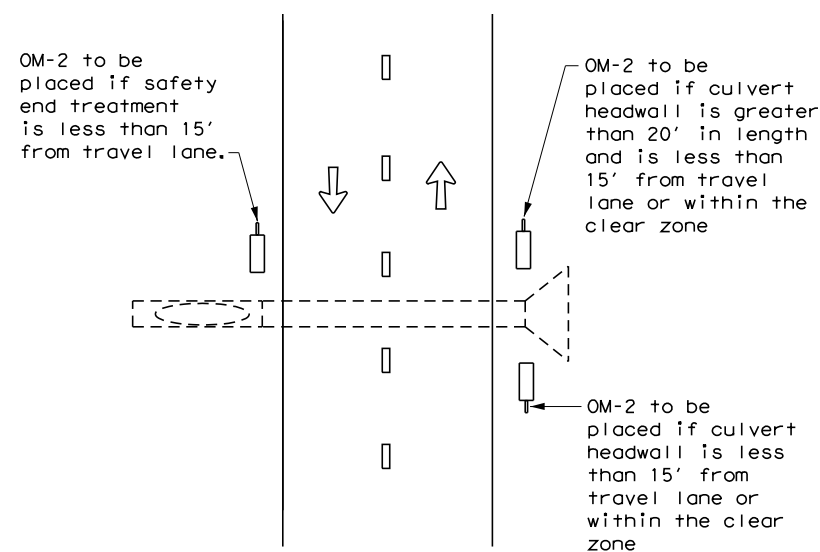 OM-2 to be
placed if safety
end treatment
is less than 15'
from travel lane.
OM-2 to be
placed if culvert
headwall is greater
than 20' in length
and is less than
15' from travel
lane or within the
clear zone
OM-2 to be
placed if culvert
headwall is less
than 15' from
travel lane or
within the clear
zone